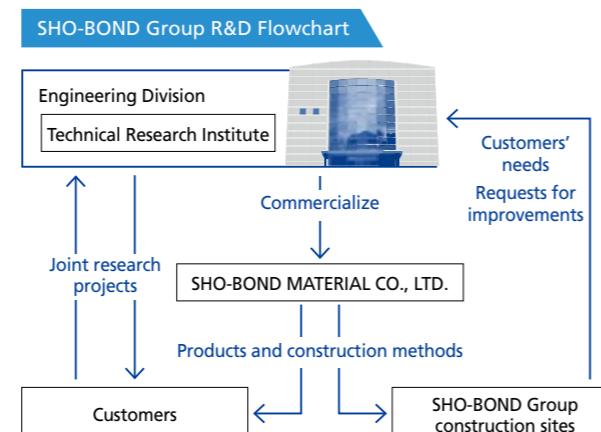 SHO-BOND Group R&D Flowchart
Engineering Division
Technical Research Institute
Customers’
needs
Requests for
improvements
Commercialize
Joint research
projects
SHO-BOND MATERIAL CO., LTD.
Products and construction methods
Customers
SHO-BOND Group
construction sites